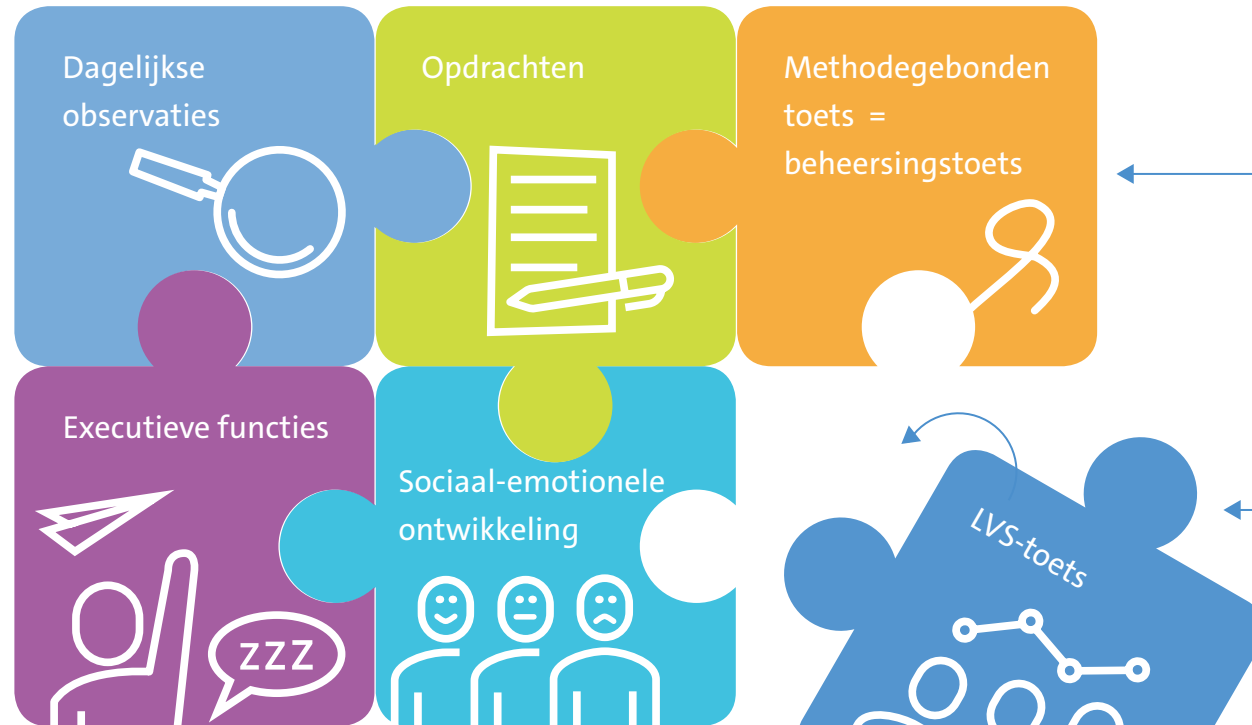 Dagelijkse
observaties
Opdrachten
Methodegebonden
toets =
beheersingstoets
Executieve functies
Sociaal-emotionele
ontwikkeling
LVS-toets
ZZZ